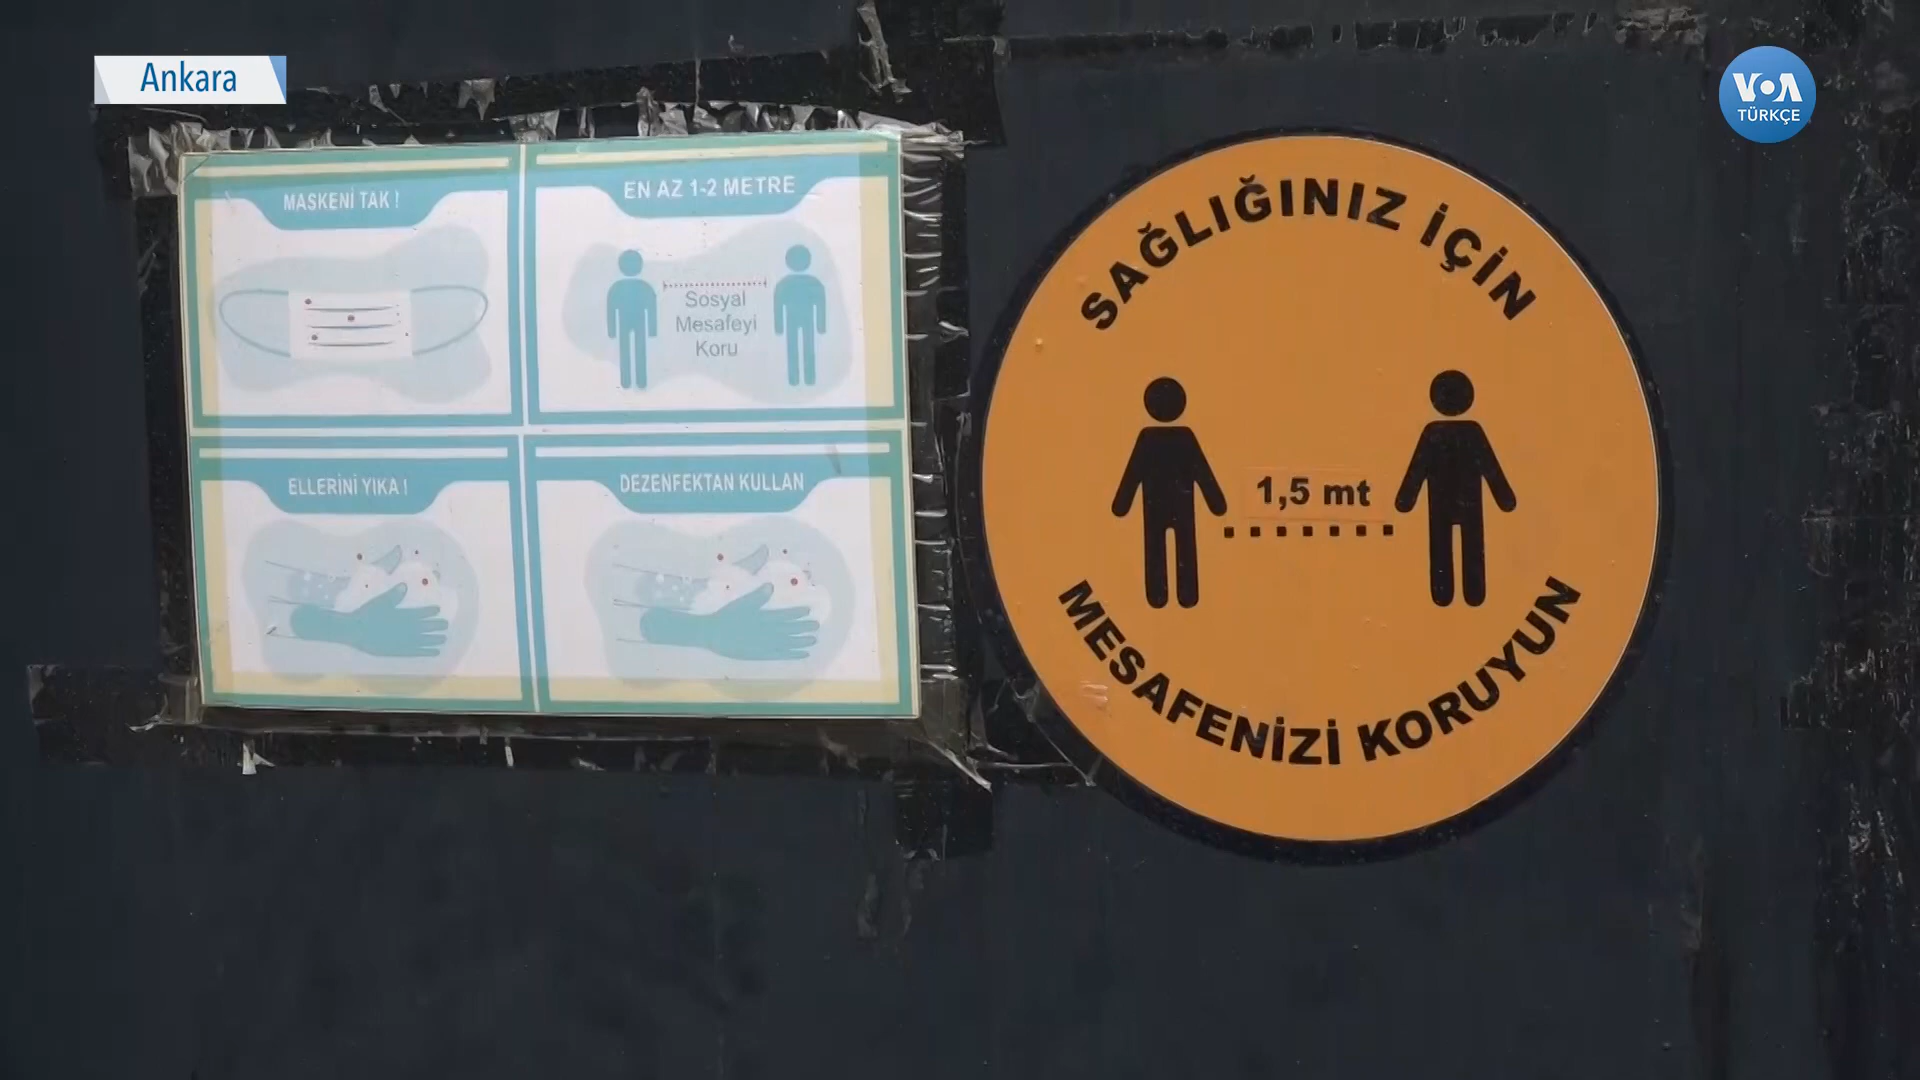 Ankara
VOA
TÜRKÇE
MASKENİ TAK !
EN AZ 1-2 METRE
Sosyal
Mesafeyi
Koru
ELLERİNİ YIKA !
DEZENFEKTAN KULLAN
SAĞLIĞINIZ İÇİN
1,5 mt
MESAFENİZİ KORUYUN